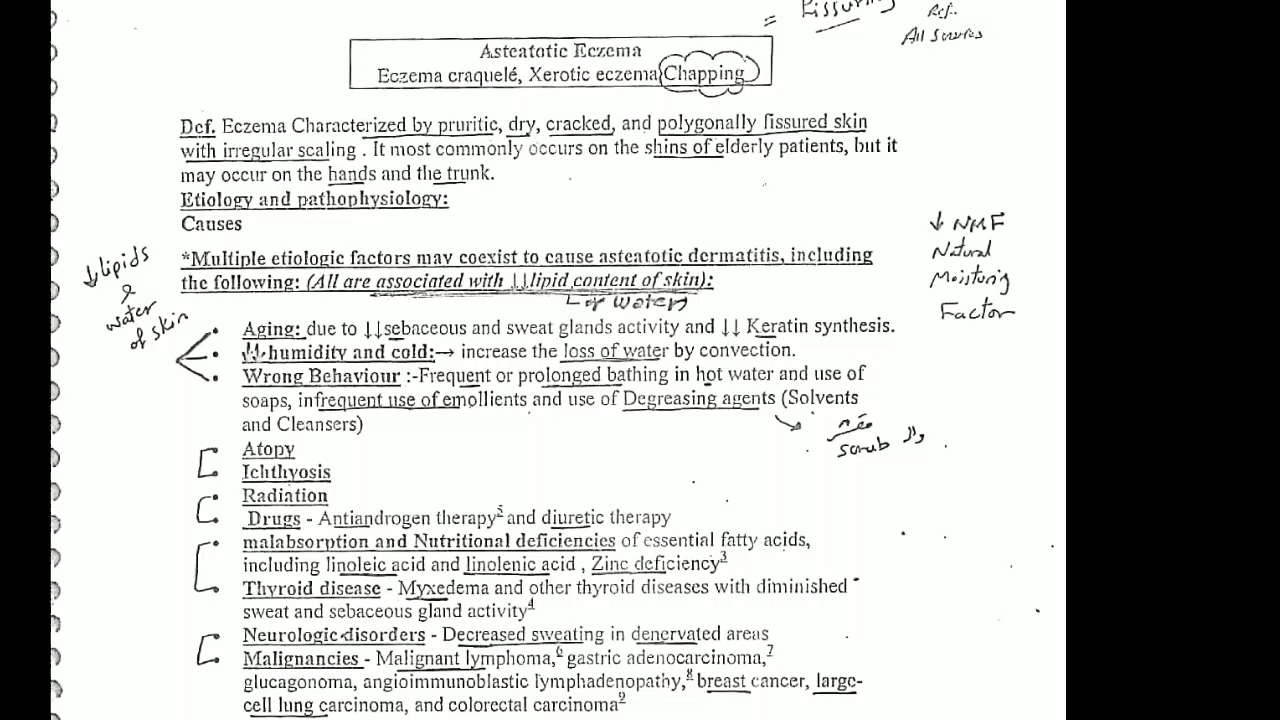 = Fissuring
Ref.
All Sources
Asteatotic Eczema
Eczema craquelé, Xerotic eczema Chapping
Def. Eczema Characterized by pruritic, dry, cracked, and polygonally fissured skin
with irregular scaling . It most commonly occurs on the shins of elderly patients, but it
may occur on the hands and the trunk.
Etiology and pathophysiology:
Causes
*Multiple etiologic factors may coexist to cause asteatotic dermatitis, including
the following: (All are associated with ↓↓lipid content of skin):
or water
↓ NMF
Natural
Moisturing
Factor
↓lipids
&
water
of skin
• Aging: due to ↓↓sebaceous and sweat glands activity and ↓↓ Keratin synthesis.
• ↓↓humidity and cold:→ increase the loss of water by convection.
• Wrong Behaviour :-Frequent or prolonged bathing in hot water and use of
soaps, infrequent use of emollients and use of Degreasing agents (Solvents
and Cleansers)
scrub
• Atopy
• Ichthyosis
• Radiation
• Drugs - Antiandrogen therapy and diuretic therapy
• malabsorption and Nutritional deficiencies of essential fatty acids,
including linoleic acid and linolenic acid , Zinc deficiency³
• Thyroid disease - Myxedema and other thyroid diseases with diminished
sweat and sebaceous gland activity⁴
• Neurologic disorders - Decreased sweating in denervated areas
• Malignancies - Malignant lymphoma,⁶ gastric adenocarcinoma,⁷
glucagonoma, angioimmunoblastic lymphadenopathy,⁸ breast cancer, large-
cell lung carcinoma, and colorectal carcinoma⁹